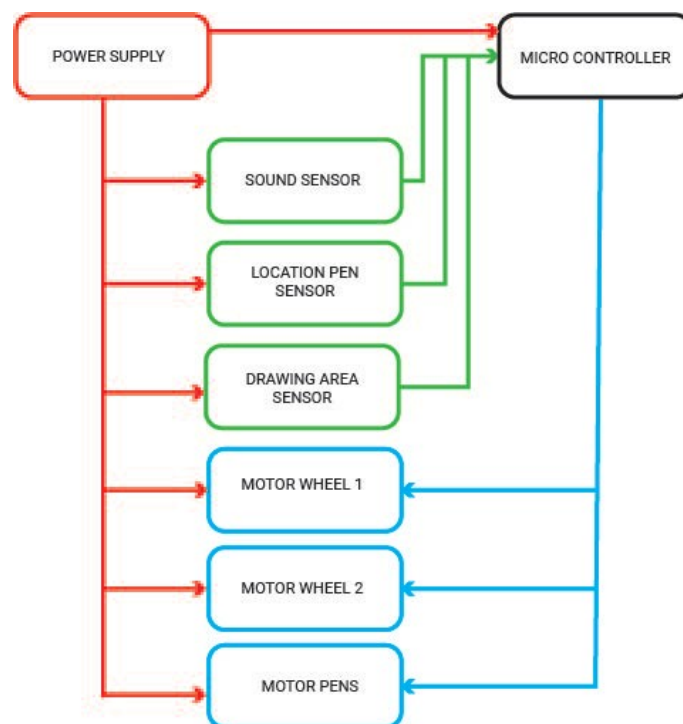 POWER SUPPLY
MICRO CONTROLLER
SOUND SENSOR
LOCATION PEN
SENSOR
DRAWING AREA
SENSOR
MOTOR WHEEL 1
MOTOR WHEEL 2
MOTOR PENS